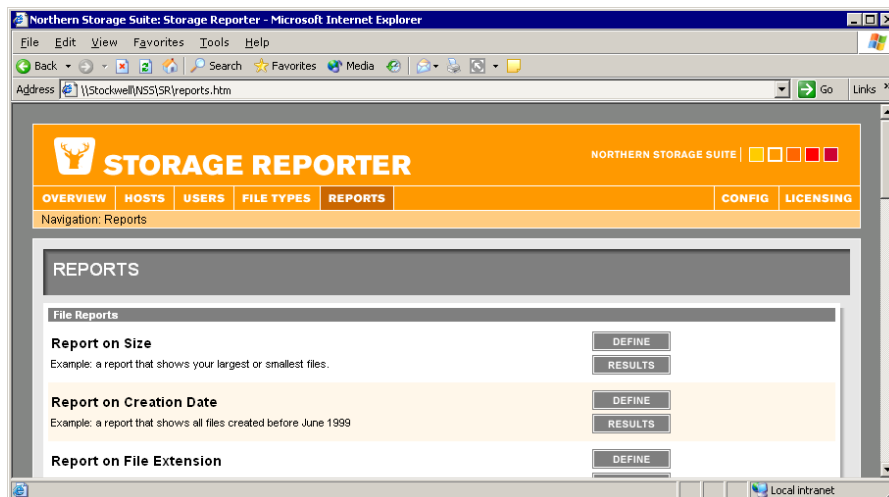 Northern Storage Suite: Storage Reporter - Microsoft Internet Explorer
File Edit View Favorites Tools Help
Back Search Favorites Media
Address \\Stockwell\NSS\SR\reports.htm Go Links »
STORAGE REPORTER NORTHERN STORAGE SUITE |
OVERVIEW HOSTS USERS FILE TYPES REPORTS CONFIG LICENSING
Navigation: Reports
REPORTS
File Reports
Report on Size DEFINE
Example: a report that shows your largest or smallest files. RESULTS
Report on Creation Date DEFINE
Example: a report that shows all files created before June 1999 RESULTS
Report on File Extension DEFINE
Local intranet